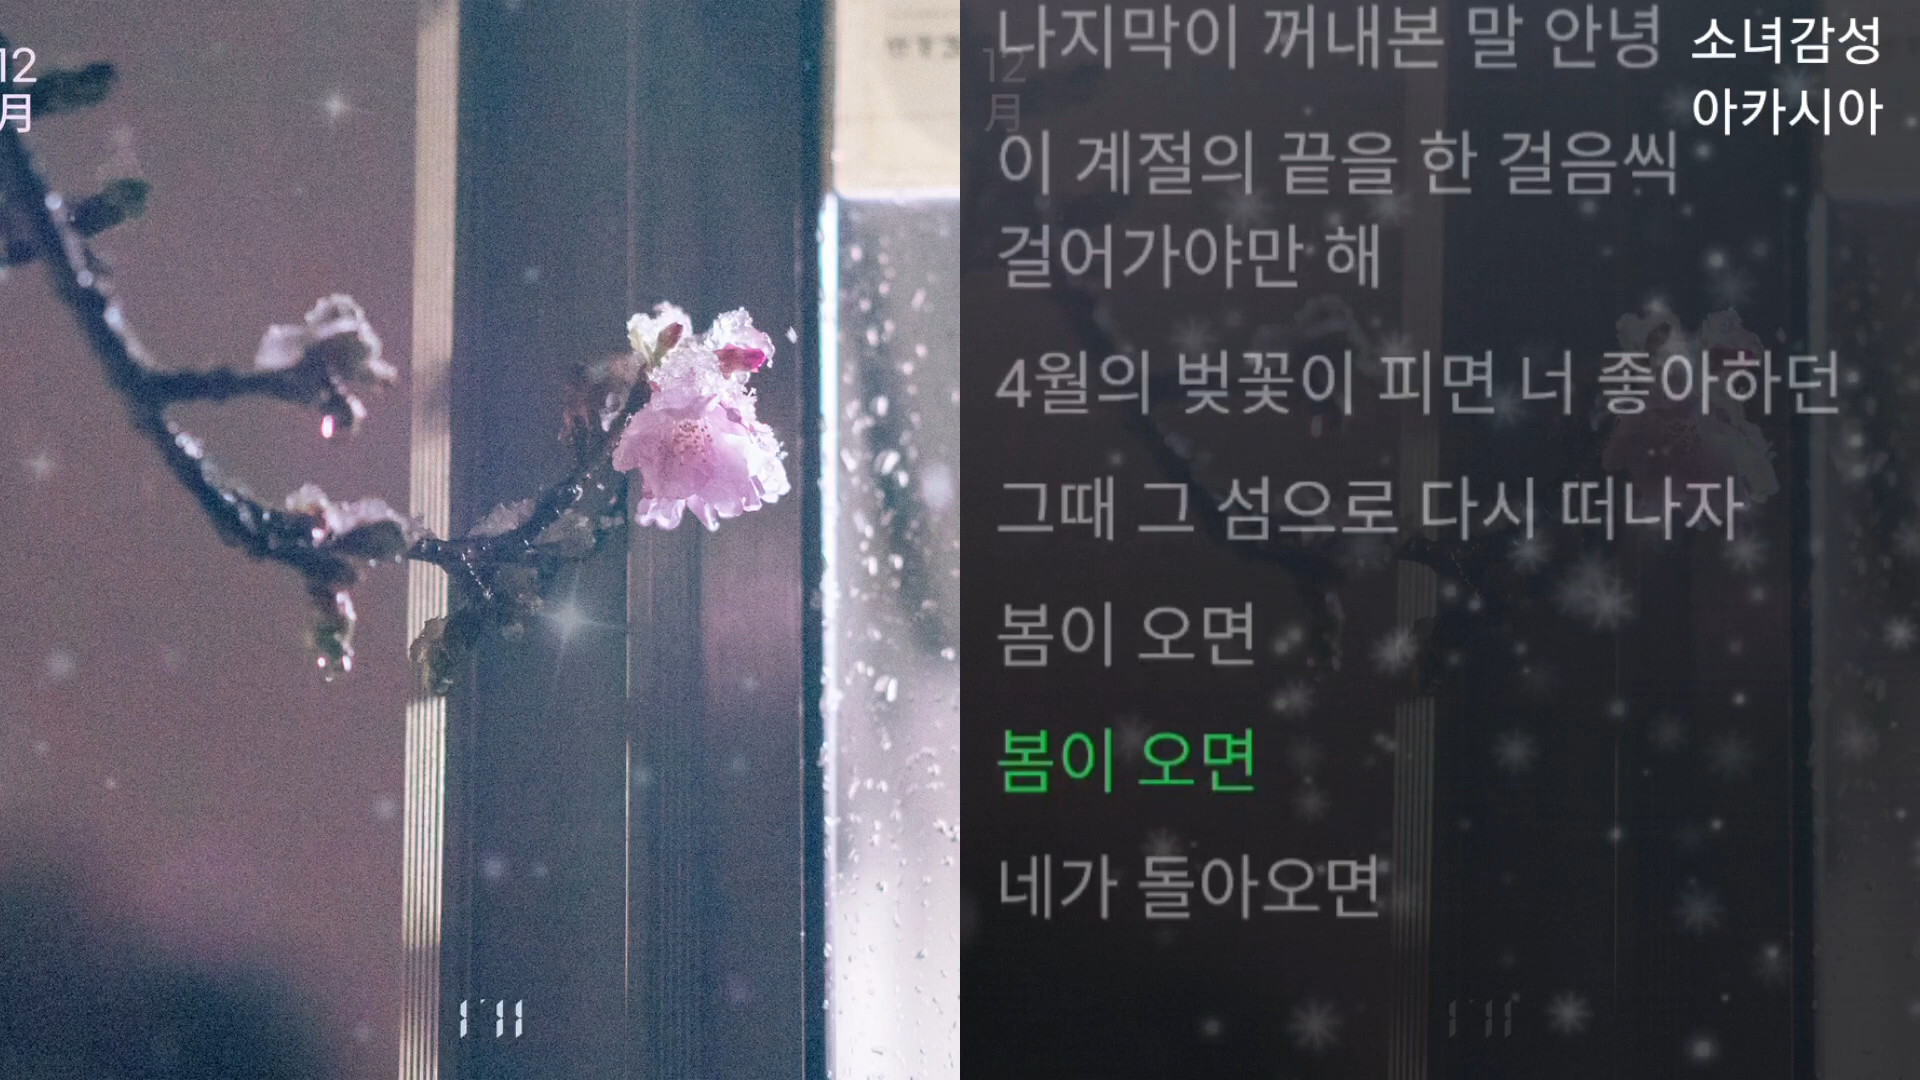 12
月
나지막이 꺼내본 말 안녕
소녀감성
아카시아
12
月
이 계절의 끝을 한 걸음씩
걸어가야만 해
4월의 벚꽃이 피면 너 좋아하던
그때 그 섬으로 다시 떠나자
봄이 오면
봄이 오면
네가 돌아오면